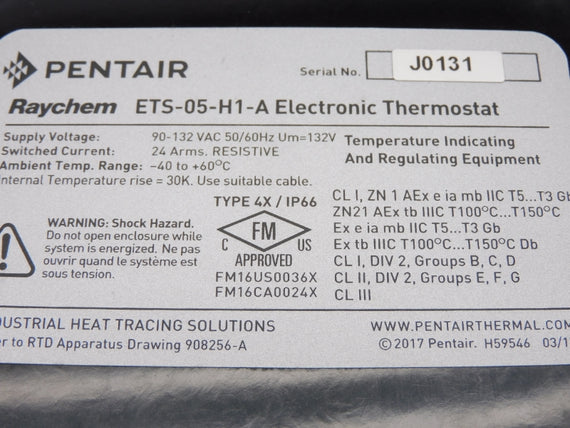 PENTAIR
Serial No. J0131
Raychem ETS-05-H1-A Electronic Thermostat
Supply Voltage: 90-132 VAC 50/60Hz Um=132V
Switched Current: 24 Arms. RESISTIVE
Ambient Temp. Range: -40 to +60°C
Internal Temperature rise = 30K. Use suitable cable.
Temperature Indicating
And Regulating Equipment
WARNING: Shock Hazard.
Do not open enclosure while
system is energized. Ne pas
ouvrir quand le système est
sous tension.
TYPE 4X / IP66
C FM US
APPROVED
FM16US0036X
FM16CA0024X
CL I, ZN 1 AEx e ia mb IIC T5...T3 Gb
ZN21 AEx tb IIIC T100°C...T150°C
Ex e ia mb IIC T5...T3 Gb
Ex tb IIIC T100°C...T150°C Db
CL I, DIV 2, Groups B, C, D
CL II, DIV 2, Groups E, F, G
CL III
INDUSTRIAL HEAT TRACING SOLUTIONS
WWW.PENTAIRTHERMAL.COM
to RTD Apparatus Drawing 908256-A
©2017 Pentair. H59546 03/1